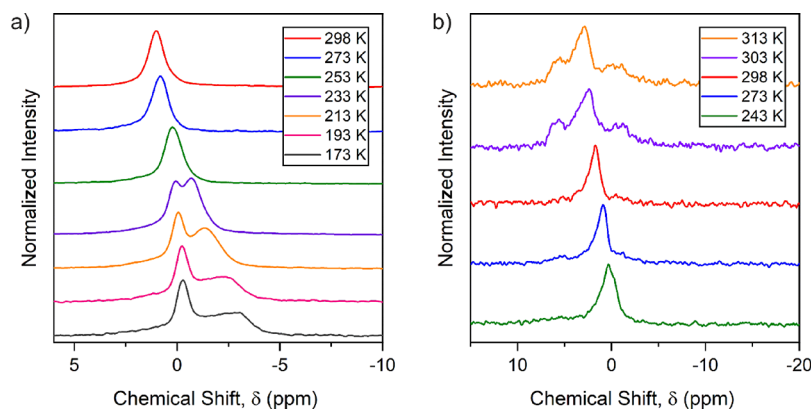 a)
298 K
273 K
253 K
233 K
213 K
193 K
173 K
Normalized Intensity
5 0 -5 -10
Chemical Shift, δ (ppm)
b)
313 K
303 K
298 K
273 K
243 K
Normalized Intensity
10 0 -10 -20
Chemical Shift, δ (ppm)